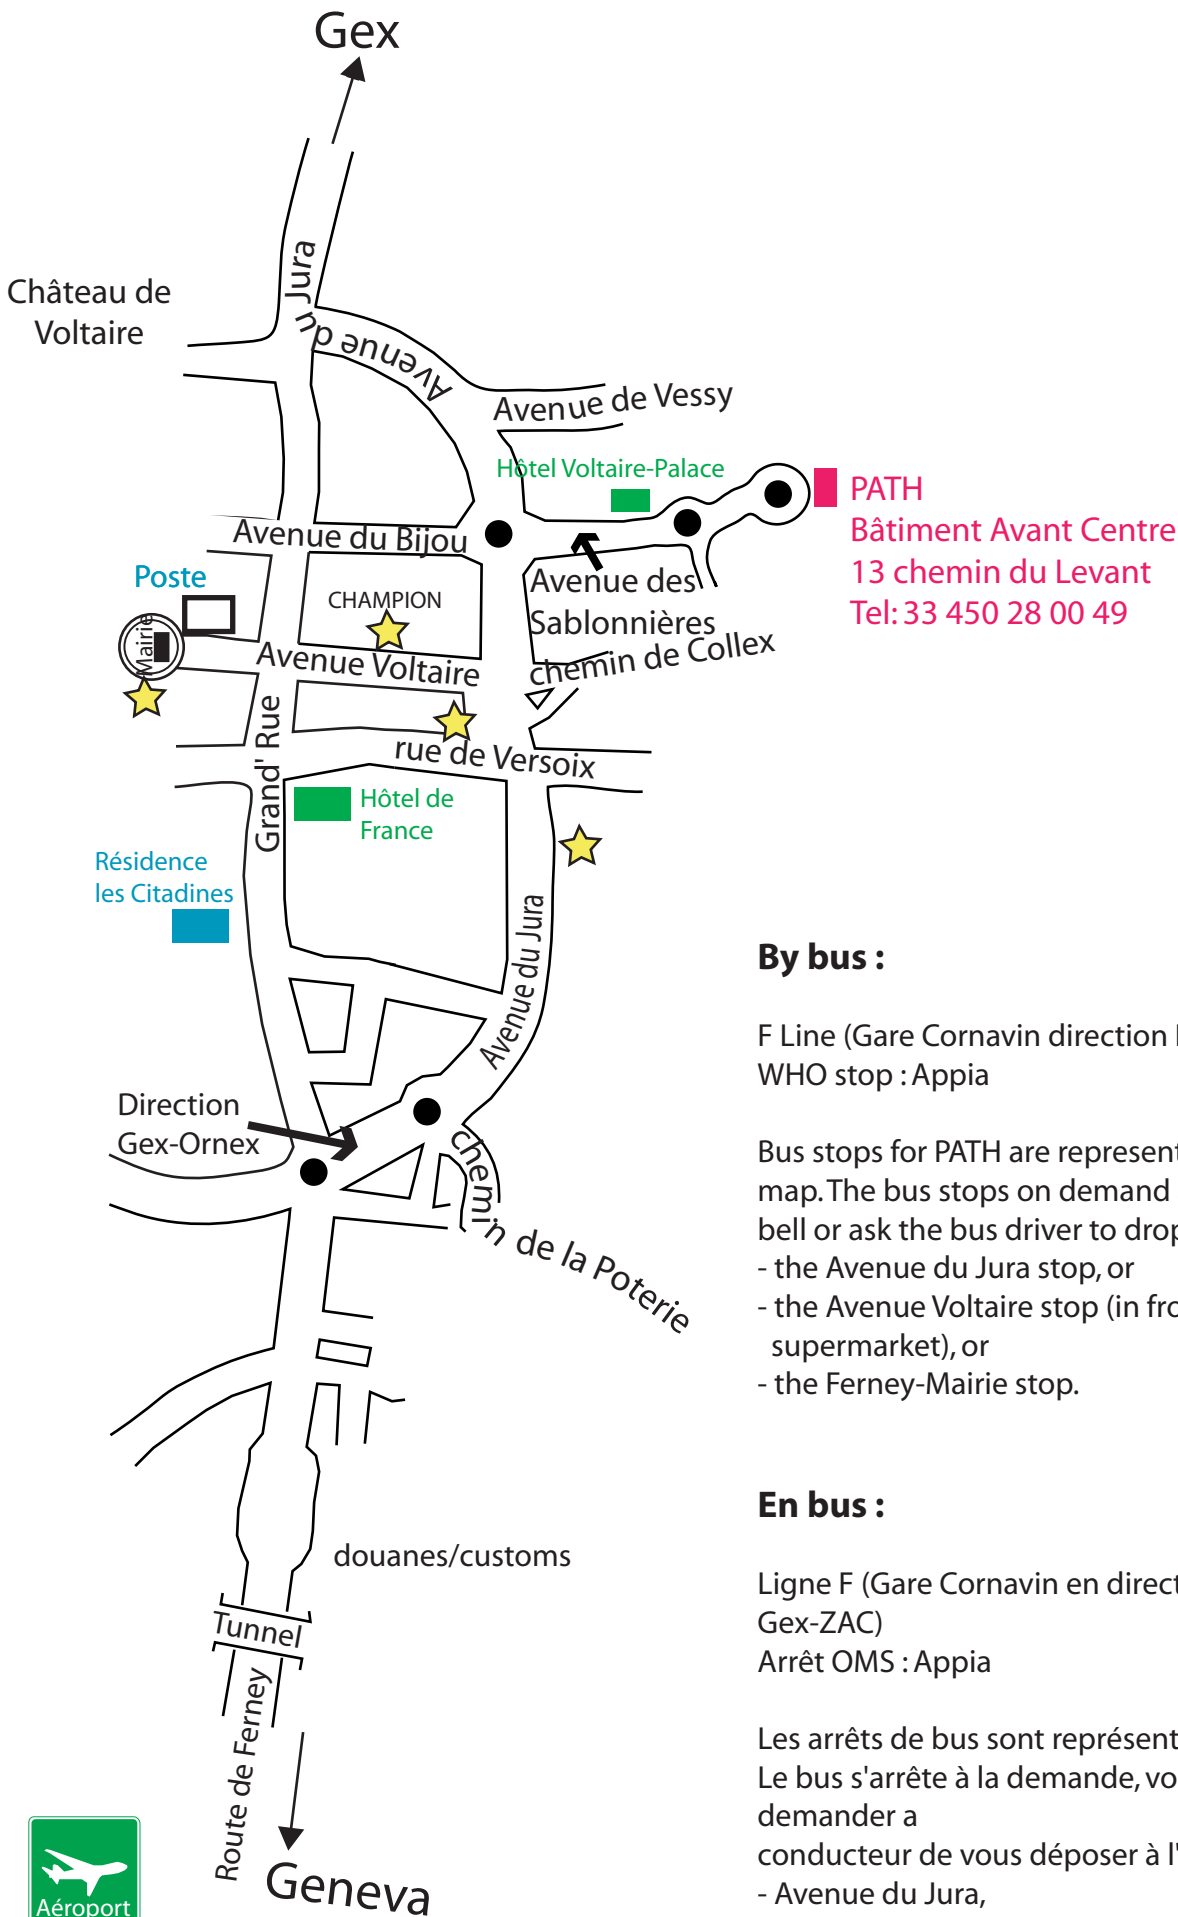 Gex
Jura
Avenue du
Château de
Voltaire
Avenue de Vessy
Hôtel Voltaire-Palace
PATH
Bâtiment Avant Centre
13 chemin du Levant
Tel: 33 450 28 00 49
Avenue du Bijou
Poste
CHAMPION
Avenue des
Sablonnières
Mairie
Avenue Voltaire
chemin de Collex
Grand' Rue
rue de Versoix
Hôtel de
France
Résidence
les Citadines
Avenue du Jura
Direction
Gex-Ornex
chemin de la Poterie
douanes/customs
Tunnel
Route de Ferney
Geneva
Aéroport
By bus :
F Line (Gare Cornavin direction
WHO stop : Appia
Bus stops for PATH are represent
map. The bus stops on demand
bell or ask the bus driver to drop
- the Avenue du Jura stop, or
- the Avenue Voltaire stop (in fro
supermarket), or
- the Ferney-Mairie stop.
En bus :
Ligne F (Gare Cornavin en direct
Gex-ZAC)
Arrêt OMS : Appia
Les arrêts de bus sont représent
Le bus s'arrête à la demande, vo
demander a
conducteur de vous déposer à l'
- Avenue du Jura,